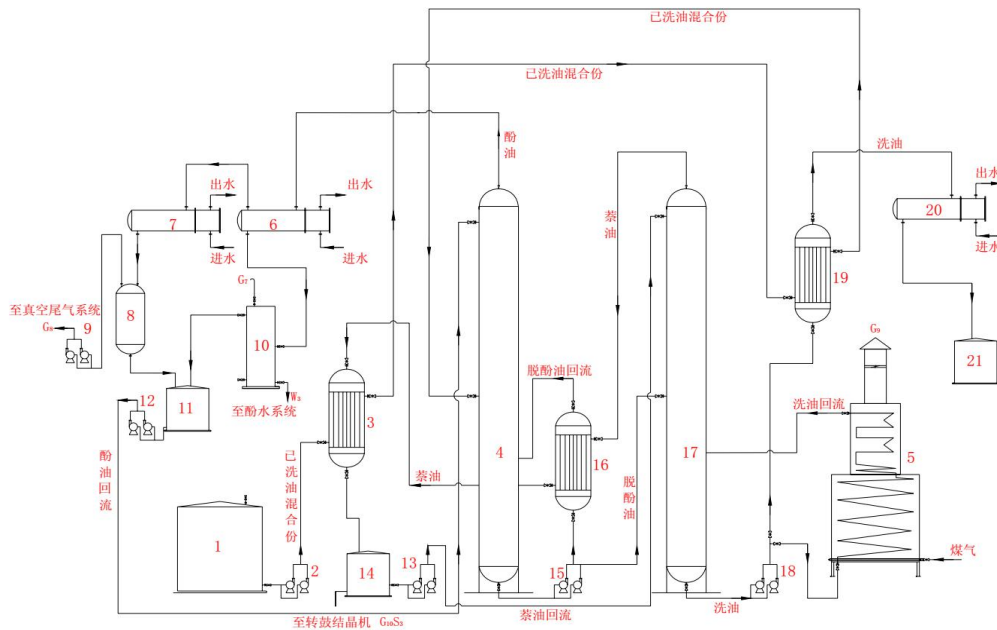 已洗油混合份
已洗油混合份
酚油
洗油
出水
出水
出水
萘油
7
6
20
进水
进水
进水
19
G₇
至真空尾气系统
8
G₈
9
G₉
10
21
脱酚油回流
12
11
W₃
至酚水系统
3
洗油回流
4
16
17
5
酚油回流
已洗油混合份
萘油
脱酚油
1
煤气
2
14
13
15
18
洗油
萘油回流
至转鼓结晶机 G₁₀S₃